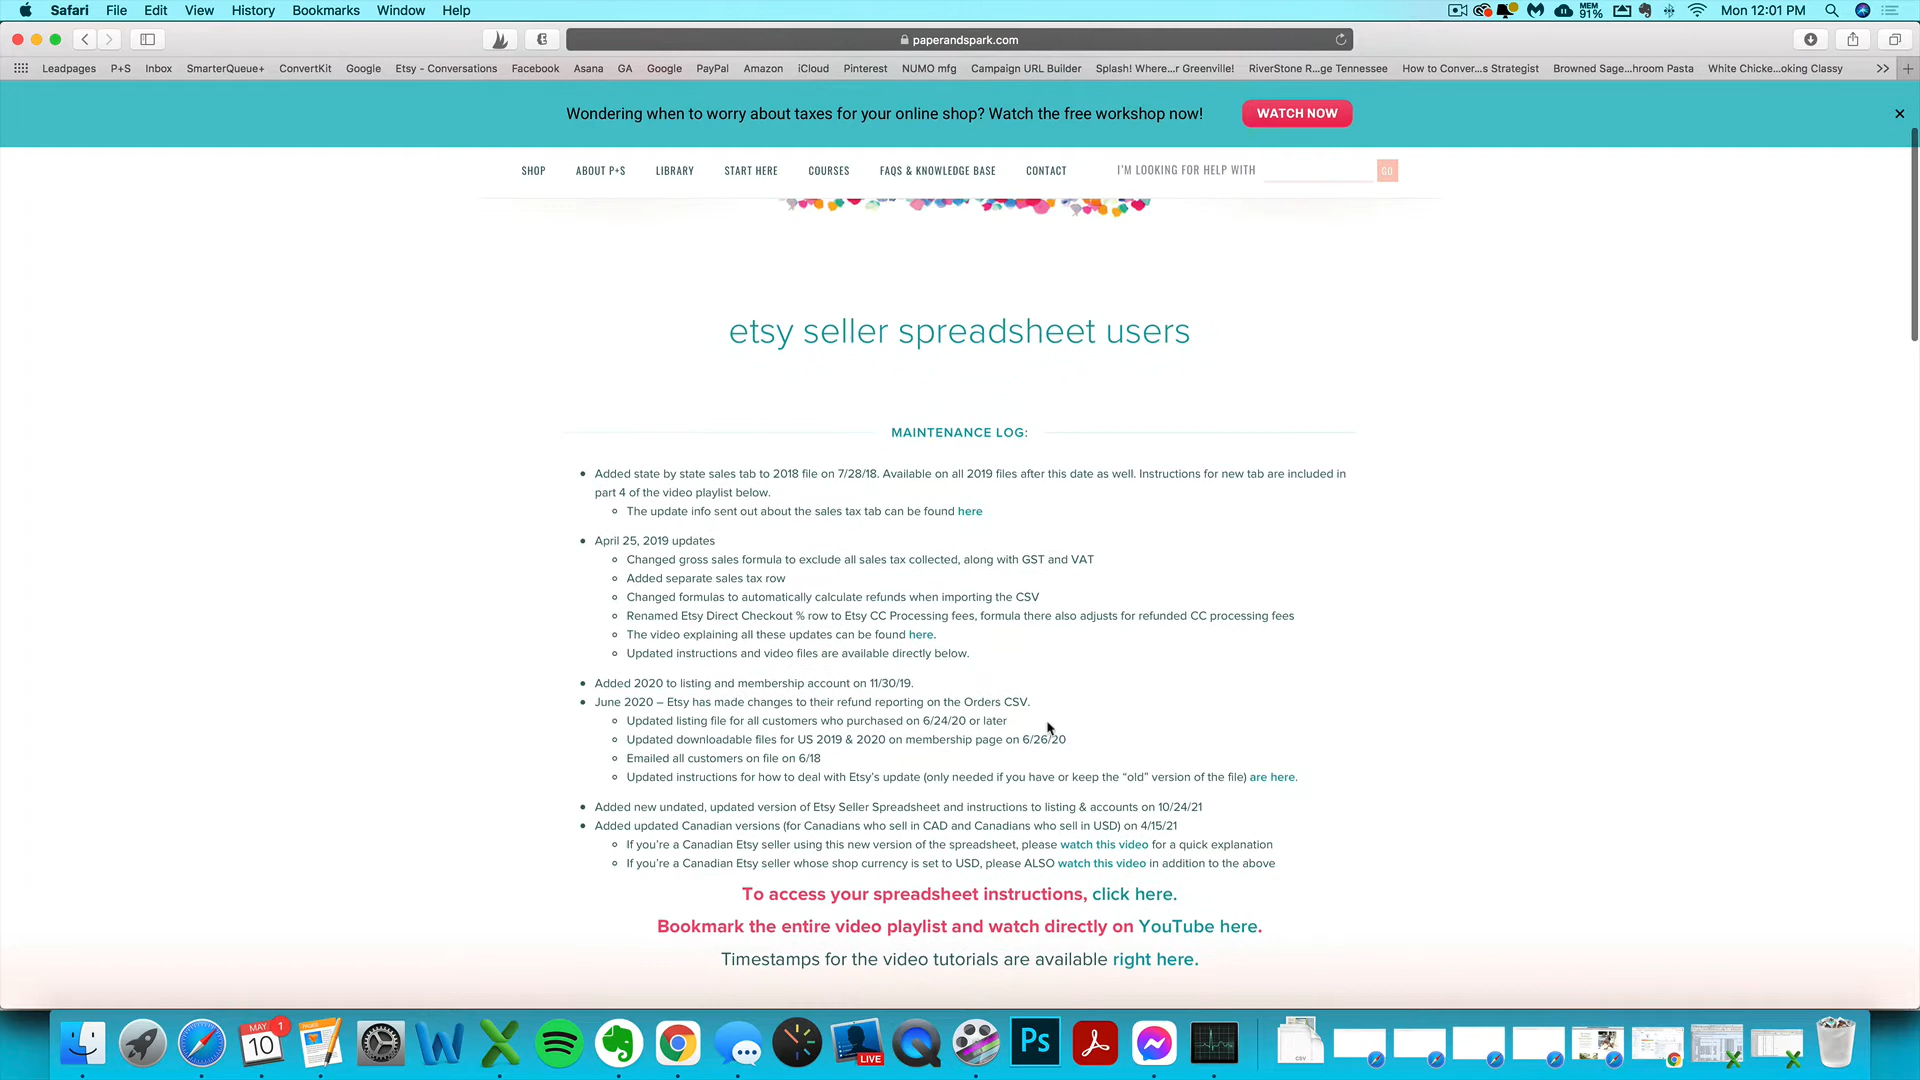 Safari File Edit View History Bookmarks Window Help MEM 91% Mon 12:01 PM
paperandspark.com
Leadpages P+S Inbox SmarterQueue+ ConvertKit Google Etsy - Conversations Facebook Asana GA Google PayPal Amazon iCloud Pinterest NUMO mfg Campaign URL Builder Splash! Where...r Greenville! RiverStone R...ge Tennessee How to Conver...s Strategist Browned Sage...hroom Pasta White Chicke...oking Classy
Wondering when to worry about taxes for your online shop? Watch the free workshop now! WATCH NOW
SHOP ABOUT P+S LIBRARY START HERE COURSES FAQS & KNOWLEDGE BASE CONTACT I'M LOOKING FOR HELP WITH GO
etsy seller spreadsheet users
MAINTENANCE LOG:
Added state by state sales tab to 2018 file on 7/28/18. Available on all 2019 files after this date as well. Instructions for new tab are included in
part 4 of the video playlist below.
The update info sent out about the sales tax tab can be found here
April 25, 2019 updates
Changed gross sales formula to exclude all sales tax collected, along with GST and VAT
Added separate sales tax row
Changed formulas to automatically calculate refunds when importing the CSV
Renamed Etsy Direct Checkout % row to Etsy CC Processing fees, formula there also adjusts for refunded CC processing fees
The video explaining all these updates can be found here.
Updated instructions and video files are available directly below.
Added 2020 to listing and membership account on 11/30/19.
June 2020 – Etsy has made changes to their refund reporting on the Orders CSV.
Updated listing file for all customers who purchased on 6/24/20 or later
Updated downloadable files for US 2019 & 2020 on membership page on 6/26/20
Emailed all customers on file on 6/18
Updated instructions for how to deal with Etsy's update (only needed if you have or keep the "old" version of the file) are here.
Added new undated, updated version of Etsy Seller Spreadsheet and instructions to listing & accounts on 10/24/21
Added updated Canadian versions (for Canadians who sell in CAD and Canadians who sell in USD) on 4/15/21
If you're a Canadian Etsy seller using this new version of the spreadsheet, please watch this video for a quick explanation
If you're a Canadian Etsy seller whose shop currency is set to USD, please ALSO watch this video in addition to the above
To access your spreadsheet instructions, click here.
Bookmark the entire video playlist and watch directly on YouTube here.
Timestamps for the video tutorials are available right here.
MAY 10 1 PAGES LIVE Ps CSV